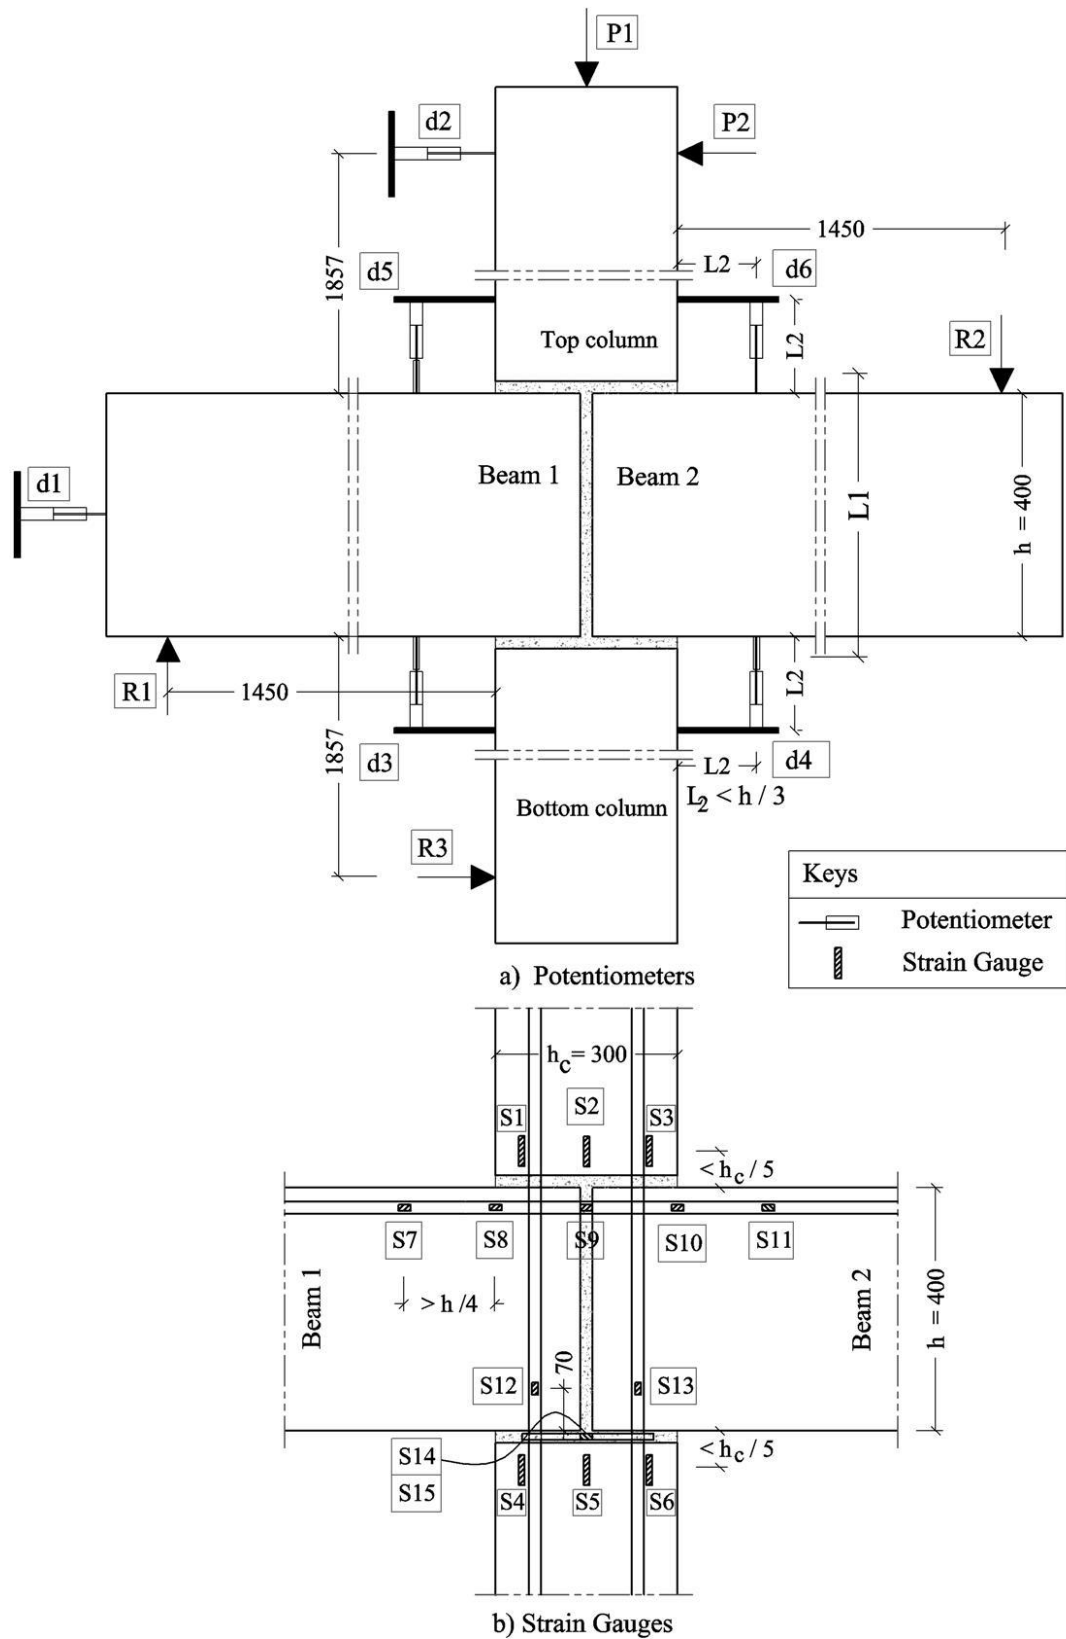 P1
d2
P2
1450
1857
d5
L2
d6
Top column
L2
R2
Beam 1
Beam 2
d1
L1
h = 400
R1
1450
L2
1857
d3
L2
d4
Bottom column
L2 < h / 3
R3
Keys
Potentiometer
Strain Gauge
a) Potentiometers
hc = 300
S1
S2
S3
< hc / 5
S7
S8
S9
S10
S11
> h /4
Beam 1
Beam 2
h = 400
70
S12
S13
S14
S15
< hc / 5
S4
S5
S6
b) Strain Gauges